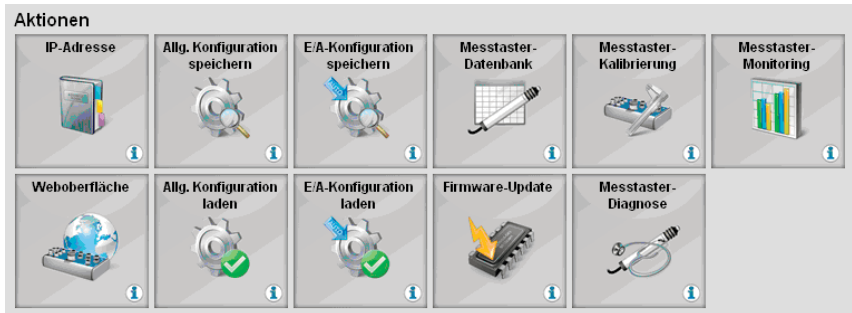 Aktionen
IP-Adresse
Allg. Konfiguration
speichern
E/A-Konfiguration
speichern
Messtaster-
Datenbank
Messtaster-
Kalibrierung
Messtaster-
Monitoring
Weboberfläche
Allg. Konfiguration
laden
E/A-Konfiguration
laden
Firmware-Update
Messtaster-
Diagnose